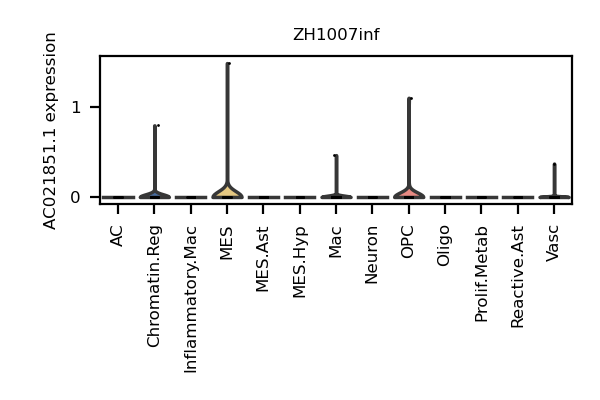 ZH1007inf
AC021851.1 expression
1
0
AC
Chromatin.Reg
Inflammatory.Mac
MES
MES.Ast
MES.Hyp
Mac
Neuron
OPC
Oligo
Prolif.Metab
Reactive.Ast
Vasc